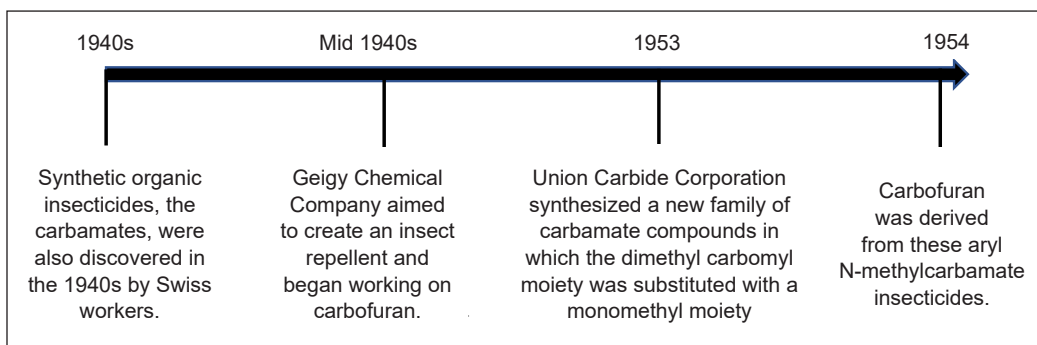 1940s
Mid 1940s
1953
1954
Synthetic organic
insecticides, the
carbamates, were
also discovered in
the 1940s by Swiss
workers.
Geigy Chemical
Company aimed
to create an insect
repellent and
began working on
carbofuran.
Union Carbide Corporation
synthesized a new family of
carbamate compounds in
which the dimethyl carbomyl
moiety was substituted with a
monomethyl moiety
Carbofuran
was derived
from these aryl
N-methylcarbamate
insecticides.